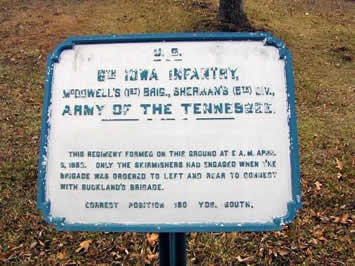 U. S.
6TH IOWA INFANTRY,
McDOWELL'S (1ST) BRIG., SHERMAN'S (5TH) DIV.,
ARMY OF THE TENNESSEE.
THIS REGIMENT FORMED ON THIS GROUND AT 8 A. M. APRIL
6, 1862. ONLY THE SKIRMISHERS HAD ENGAGED WHEN THE
BRIGADE WAS ORDERED TO LEFT AND REAR TO CONNECT
WITH BUCKLAND'S BRIGADE.
CORRECT POSITION 180 YDS. SOUTH.